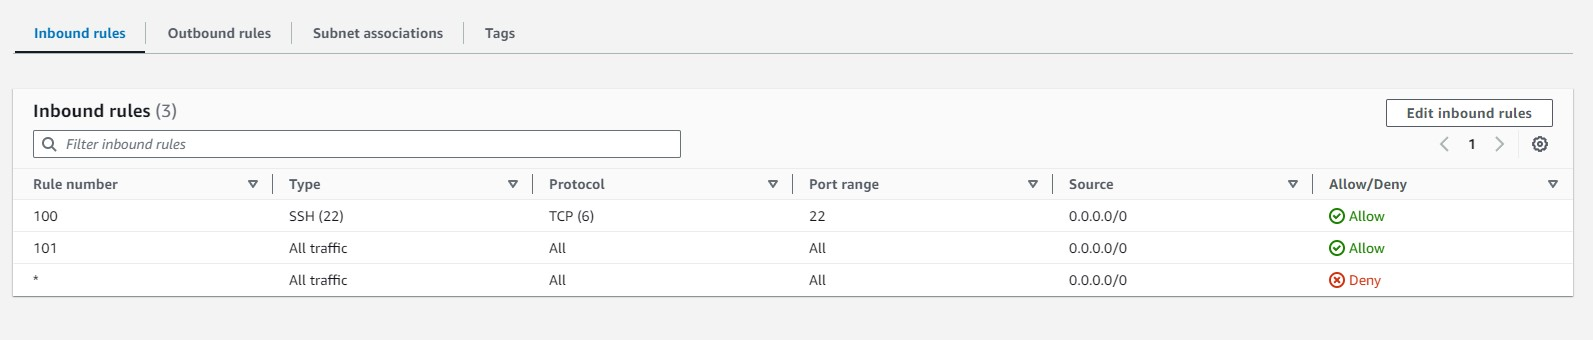 Inbound rules Outbound rules Subnet associations Tags
Inbound rules (3)
Edit inbound rules
Filter inbound rules
1
Rule number Type Protocol Port range Source Allow/Deny
100 SSH (22) TCP (6) 22 0.0.0.0/0 Allow
101 All traffic All All 0.0.0.0/0 Allow
* All traffic All All 0.0.0.0/0 Deny